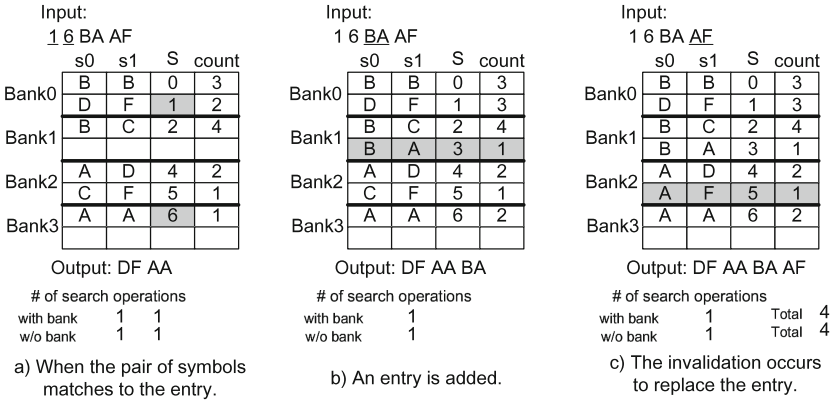 Input:
1 6 BA AF
s0 s1 S count
Bank0
B B 0 3
D F 1 2
Bank1
B C 2 4
Bank2
A D 4 2
C F 5 1
Bank3
A A 6 1
Output: DF AA
# of search operations
with bank 1 1
w/o bank 1 1
a) When the pair of symbols
matches to the entry.
Input:
1 6 BA AF
s0 s1 S count
Bank0
B B 0 3
D F 1 3
Bank1
B C 2 4
B A 3 1
Bank2
A D 4 2
C F 5 1
Bank3
A A 6 2
Output: DF AA BA
# of search operations
with bank 1
w/o bank 1
b) An entry is added.
Input:
1 6 BA AF
s0 s1 S count
Bank0
B B 0 3
D F 1 3
Bank1
B C 2 4
B A 3 1
Bank2
A D 4 2
A F 5 1
Bank3
A A 6 2
Output: DF AA BA AF
# of search operations
with bank 1 Total 4
w/o bank 1 Total 4
c) The invalidation occurs
to replace the entry.